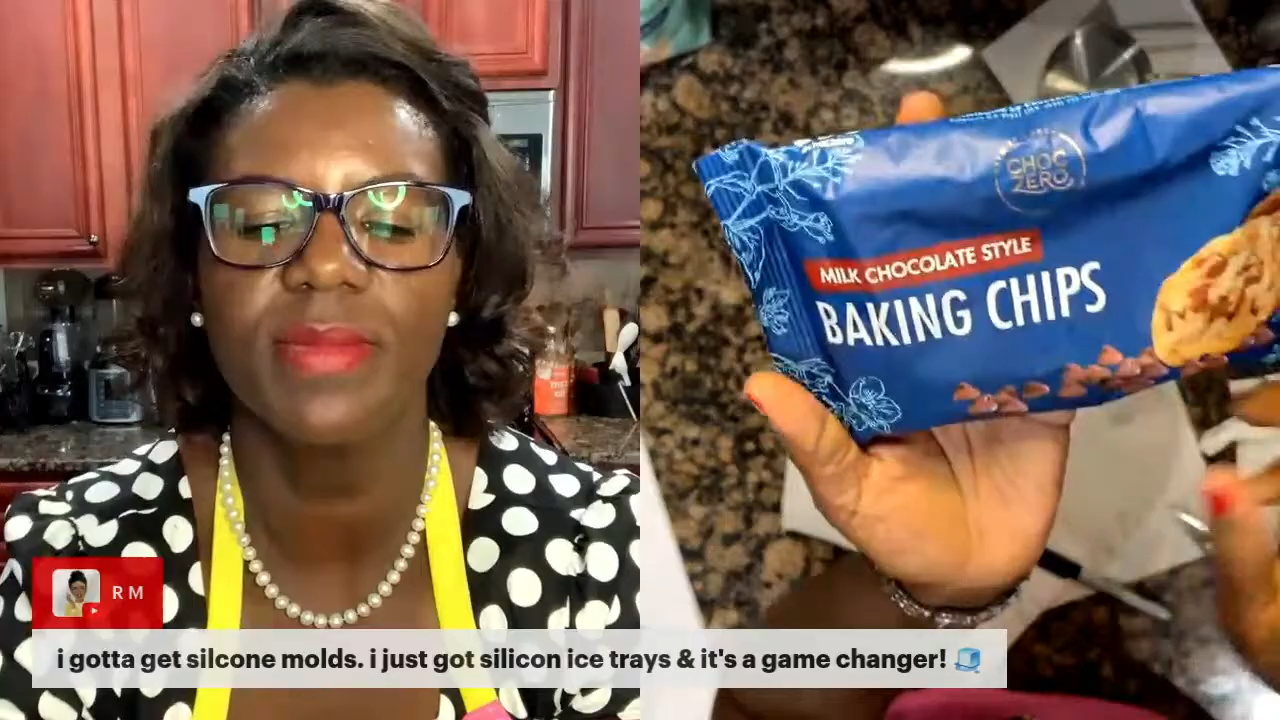 CHOC
ZERO
MILK CHOCOLATE STYLE
BAKING CHIPS
R M
i gotta get silcone molds. i just got silicon ice trays & it's a game changer!